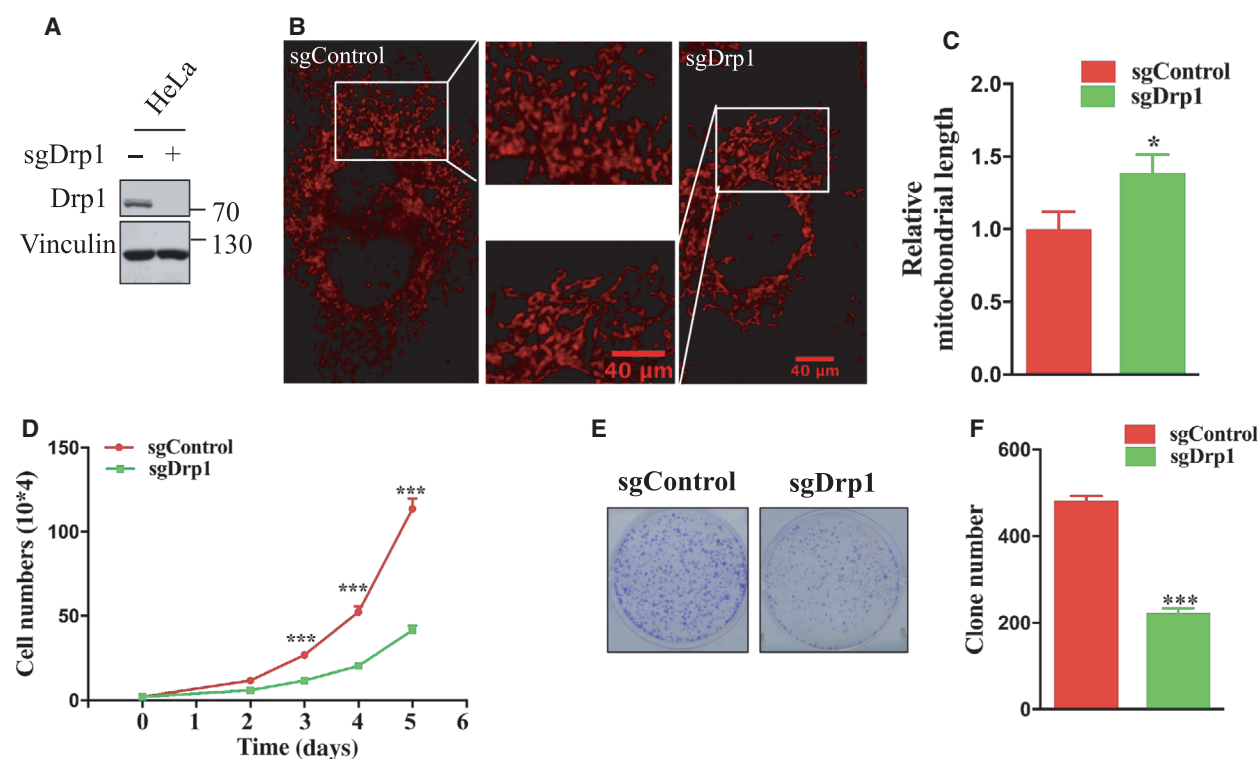 A
HeLa
sgDrp1 – +
Drp1
70
Vinculin
130
B
sgControl
sgDrp1
40 µm
40 µm
C
sgControl
sgDrp1
2.0
1.5
1.0
0.5
0.0
*
Relative
mitochondrial length
D
sgControl
sgDrp1
150
100
50
0
***
***
***
Cell numbers (10*4)
0 1 2 3 4 5 6
Time (days)
E
sgControl
sgDrp1
F
sgControl
sgDrp1
600
400
200
0
***
Clone number